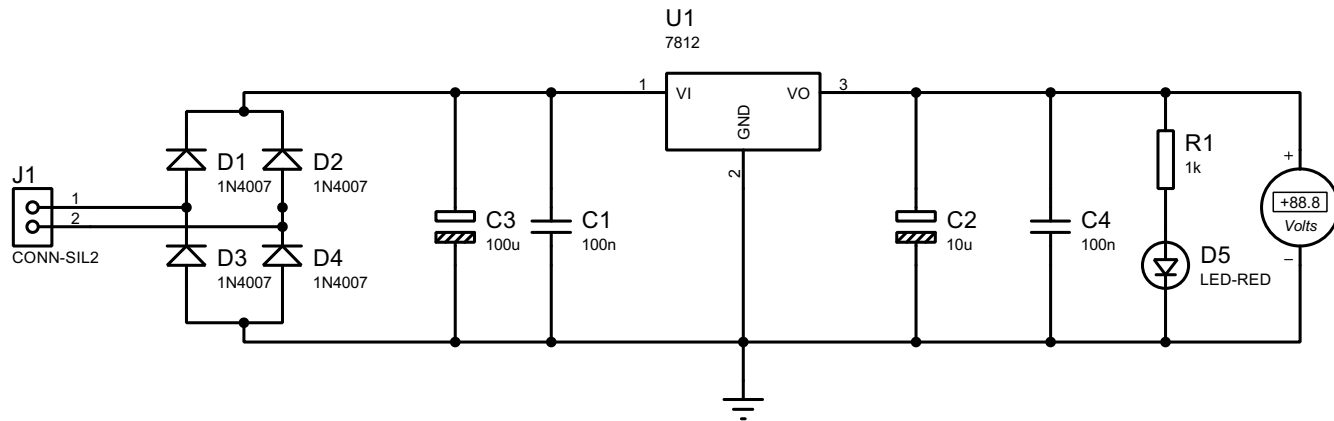 U1
7812
1
VI
VO
3
GND
2
J1
1
2
CONN-SIL2
D1
1N4007
D2
1N4007
D3
1N4007
D4
1N4007
C3
100u
C1
100n
C2
10u
C4
100n
R1
1k
D5
LED-RED
+
+88.8
Volts
−